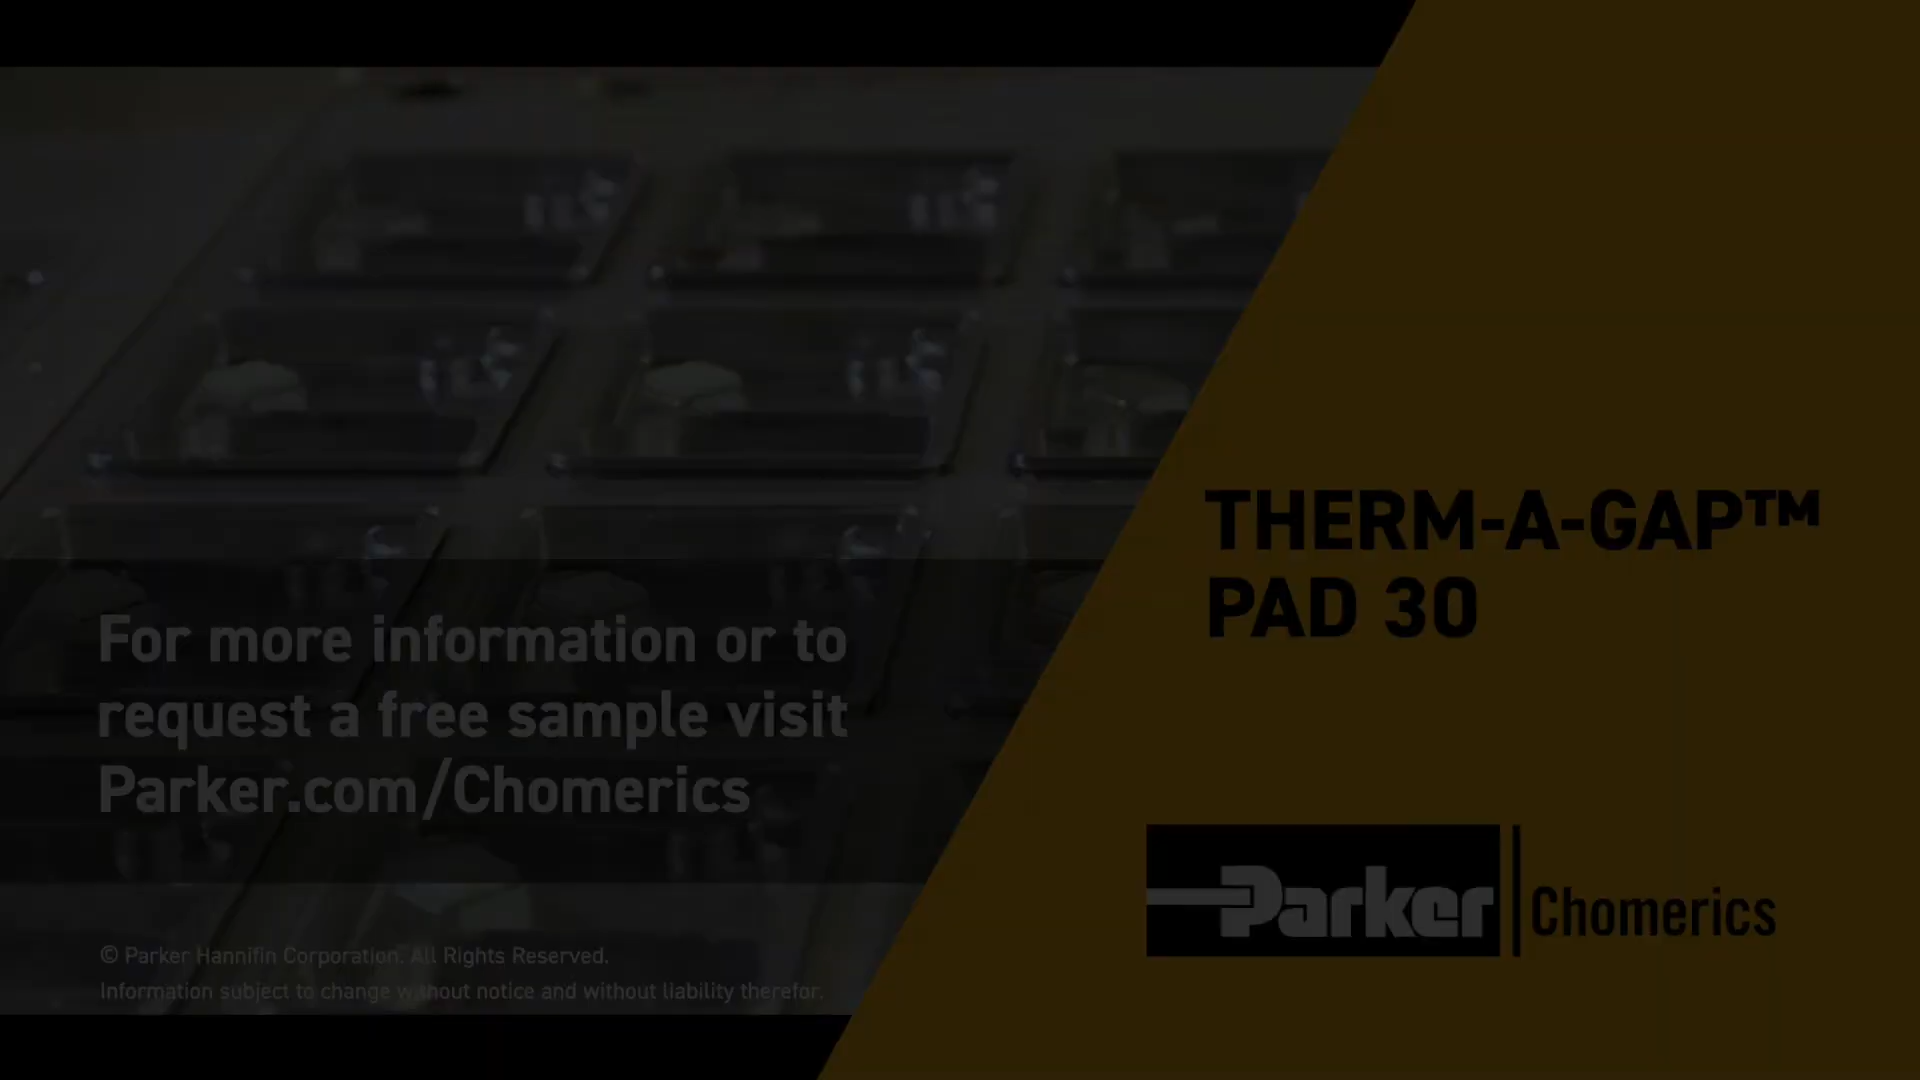 THERM-A-GAP™
PAD 30
For more information or to
request a free sample visit
Parker.com/Chomerics
Parker | Chomerics
© Parker Hannifin Corporation. All Rights Reserved.
Information subject to change without notice and without liability therefor.